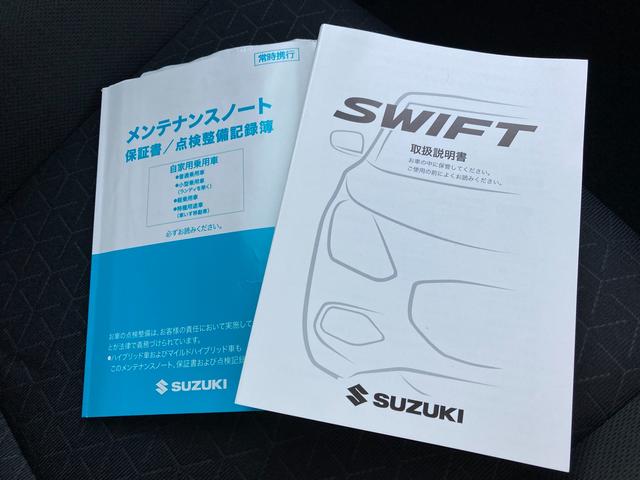 常時携行
メンテナンスノート
保証書／点検整備記録簿
自家用乗用車
●普通乗用車
●小型乗用車
(ランディを除く)
●軽乗用車
●特種用途車
(車いす移動車)
必ずお読みください。
お車の点検整備は、お客様の責任において実施して
とが法律で義務づけられています。
●ハイブリッド車およびマイルドハイブリッド車も
このメンテナンスノート、保証書および点検記録
SUZUKI
SWIFT
取扱説明書
お車の中に保管してください。
ご使用の前によくお読みください。
SUZUKI